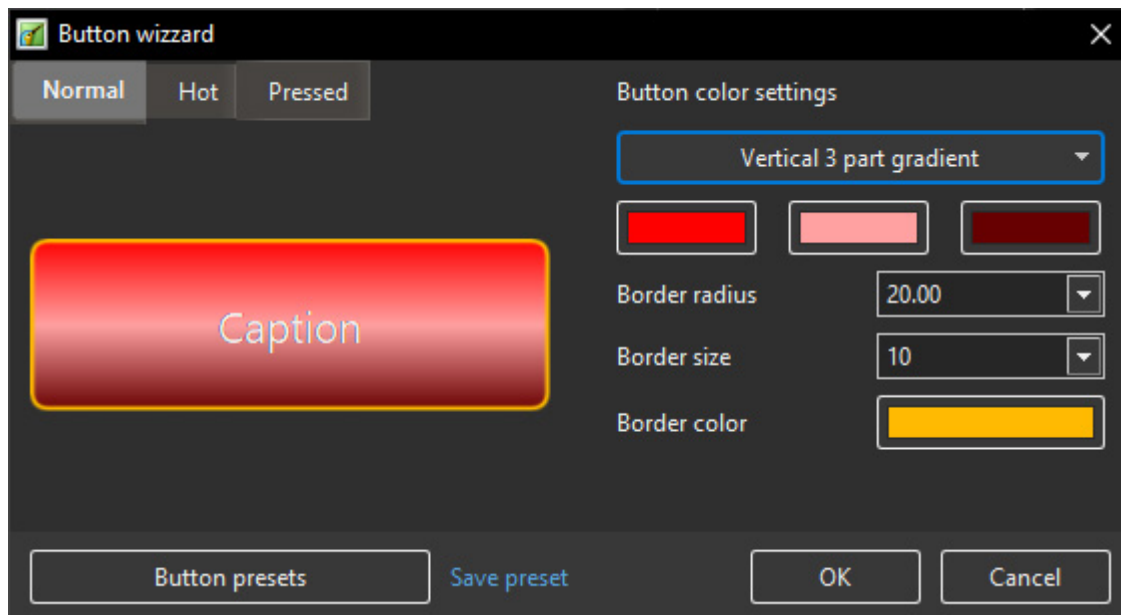 Button wizzard
Normal Hot Pressed
Button color settings
Vertical 3 part gradient
Caption
Border radius 20.00
Border size 10
Border color
Button presets Save preset OK Cancel